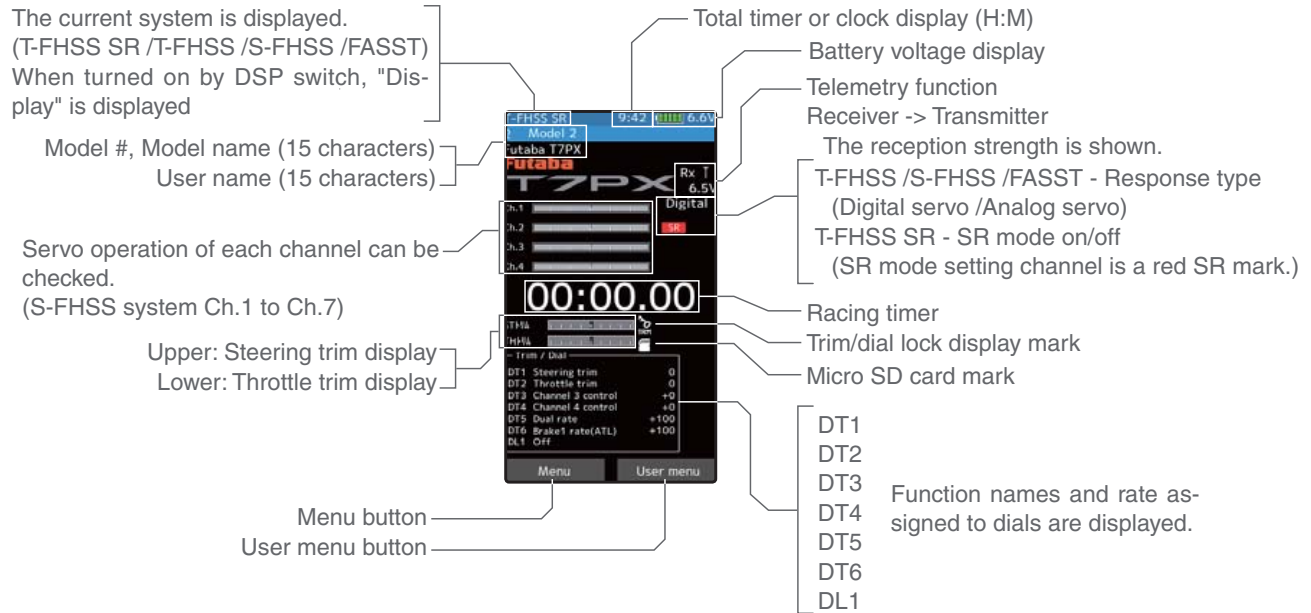 The current system is displayed.
(T-FHSS SR /T-FHSS /S-FHSS /FASST)
When turned on by DSP switch, "Dis-
play" is displayed
Model #, Model name (15 characters)
User name (15 characters)
Servo operation of each channel can be
checked.
(S-FHSS system Ch.1 to Ch.7)
Upper: Steering trim display
Lower: Throttle trim display
Menu button
User menu button
T-FHSS SR 9:42 6.6V
2 Model 2
Futaba T7PX
Futaba
T7PX
Rx
6.5V
Digital
SR
Ch.1
Ch.2
Ch.3
Ch.4
00:00.00
Trim / Dial
DT1 Steering trim 0
DT2 Throttle trim 0
DT3 Channel 3 control +0
DT4 Channel 4 control +0
DT5 Dual rate +100
DT6 Brake1 rate(ATL) +100
DL1 Off
Menu User menu
Total timer or clock display (H:M)
Battery voltage display
Telemetry function
Receiver -> Transmitter
The reception strength is shown.
T-FHSS /S-FHSS /FASST - Response type
(Digital servo /Analog servo)
T-FHSS SR - SR mode on/off
(SR mode setting channel is a red SR mark.)
Racing timer
Trim/dial lock display mark
Micro SD card mark
DT1
DT2
DT3
DT4
DT5
DT6
DL1
Function names and rate as-
signed to dials are displayed.